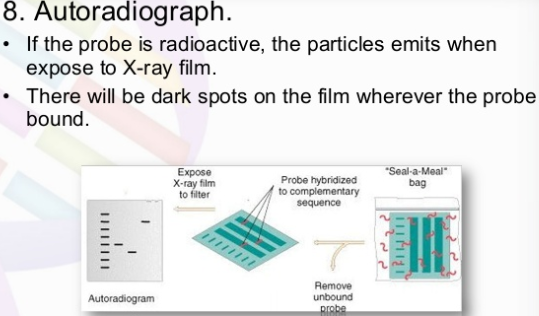 8. Autoradiograph.
• If the probe is radioactive, the particles emits when
expose to X-ray film.
• There will be dark spots on the film wherever the probe
bound.
Expose
X-ray film
to filter
Probe hybridized
to complementary
sequence
"Seal-a-Meal"
bag
Autoradiogram
Remove
unbound
probe